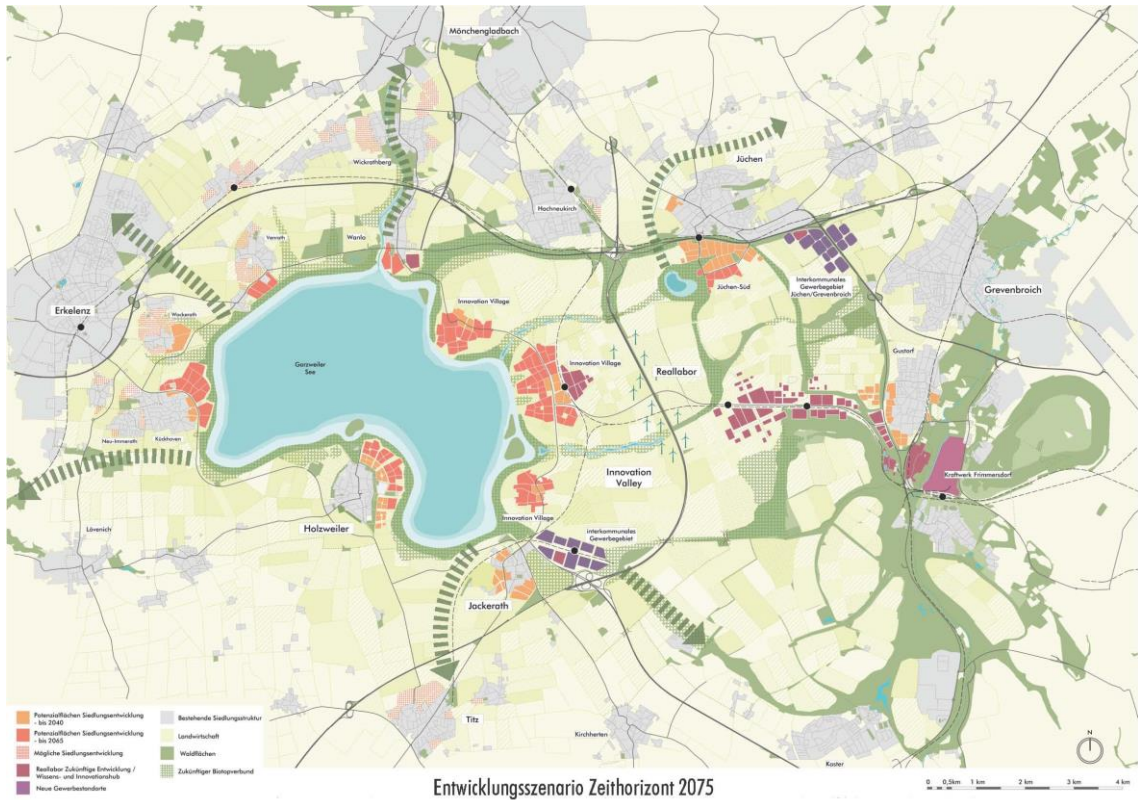 Mönchengladbach
Wickrathberg
Jüchen
Hochneukirch
Venrath
Wanlo
Jüchen-Süd
Interkommunales
Gewerbegebiet
Jüchen/Grevenbroich
Grevenbroich
Erkelenz
Wockerath
Innovation Village
Garzweiler
See
Innovation Village
Reallabor
Gustorf
Neu-Immerath
Kückhoven
Innovation
Valley
Kraftwerk Frimmersdorf
Lövenich
Holzweiler
Innovation Village
Interkommunales
Gewerbegebiet
Jackerath
Titz
Kirchherten
Kaster
Potenzialflächen Siedlungsentwicklung
- bis 2040
Potenzialflächen Siedlungsentwicklung
- bis 2065
Mögliche Siedlungsentwicklung
Reallabor Zukünftige Entwicklung /
Wissens- und Innovationshub
Neue Gewerbestandorte
Bestehende Siedlungsstruktur
Landwirtschaft
Waldflächen
Zukünftiger Biotopverbund
Entwicklungsszenario Zeithorizont 2075
N
0 0,5km 1 km 2 km 3 km 4 km